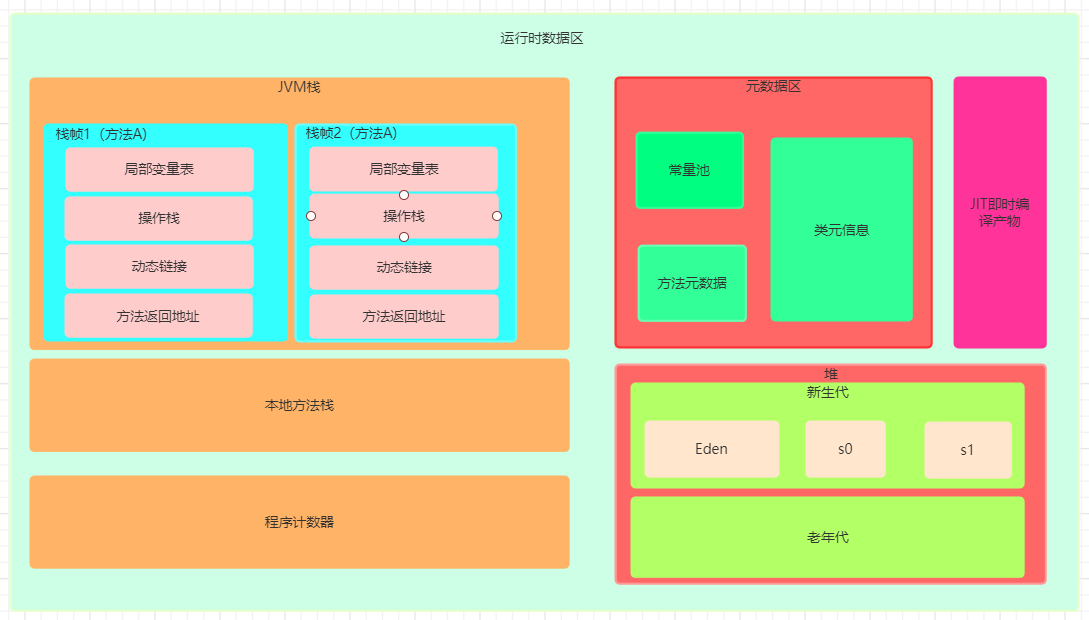 运行时数据区
JVM栈
栈帧1（方法A)
局部变量表
操作栈
动态链接
方法返回地址
栈帧2（方法A)
局部变量表
操作栈
动态链接
方法返回地址
本地方法栈
程序计数器
元数据区
常量池
方法元数据
类元信息
JIT即时编
译产物
堆
新生代
Eden
s0
s1
老年代